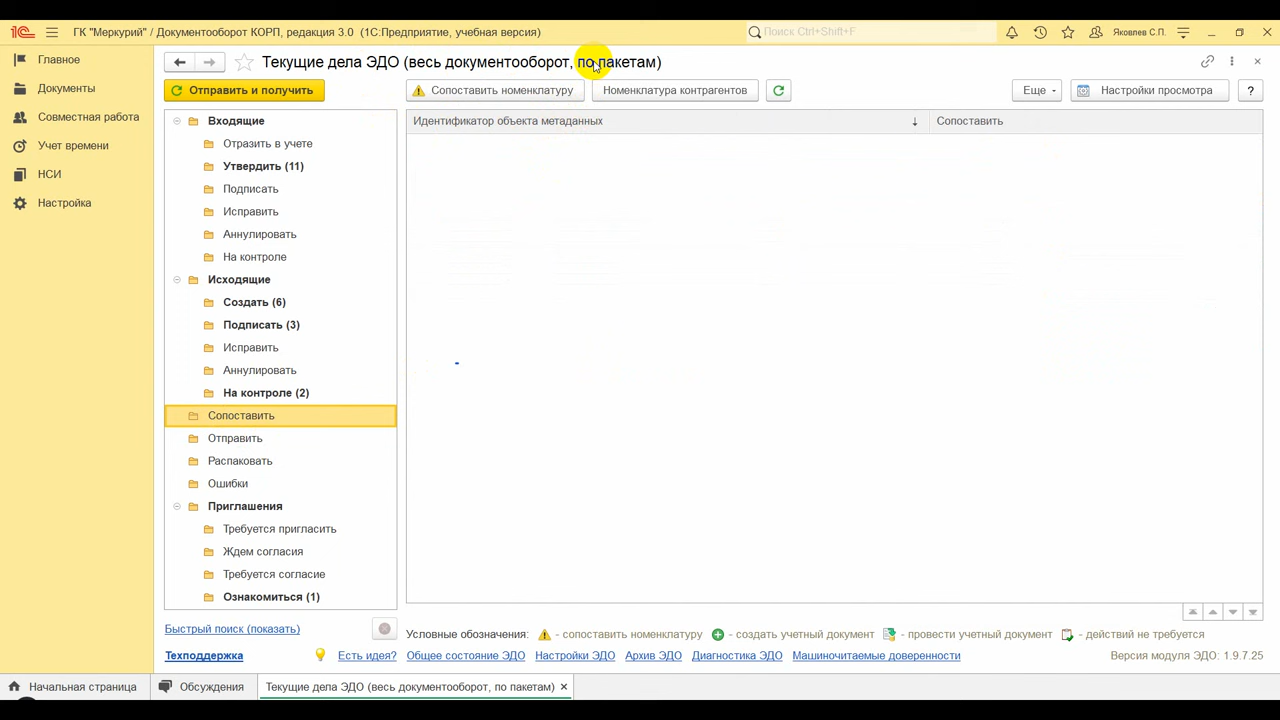 ГК "Меркурий" / Документооборот КОРП, редакция 3.0 (1С:Предприятие, учебная версия)
Поиск Ctrl+Shift+F
Яковлев С.П.
Главное
Документы
Совместная работа
Учет времени
НСИ
Настройка
Текущие дела ЭДО (весь документооборот, по пакетам)
Отправить и получить
Сопоставить номенклатуру
Номенклатура контрагентов
Еще
Настройки просмотра
?
Входящие
Отразить в учете
Утвердить (11)
Подписать
Исправить
Аннулировать
На контроле
Исходящие
Создать (6)
Подписать (3)
Исправить
Аннулировать
На контроле (2)
Сопоставить
Отправить
Распаковать
Ошибки
Приглашения
Требуется пригласить
Ждем согласия
Требуется согласие
Ознакомиться (1)
Идентификатор объекта метаданных
Сопоставить
Быстрый поиск (показать)
Условные обозначения: - сопоставить номенклатуру - создать учетный документ - провести учетный документ - действий не требуется
Техподдержка
Есть идея? Общее состояние ЭДО Настройки ЭДО Архив ЭДО Диагностика ЭДО Машиночитаемые доверенности
Версия модуля ЭДО: 1.9.7.25
Начальная страница
Обсуждения
Текущие дела ЭДО (весь документооборот, по пакетам)